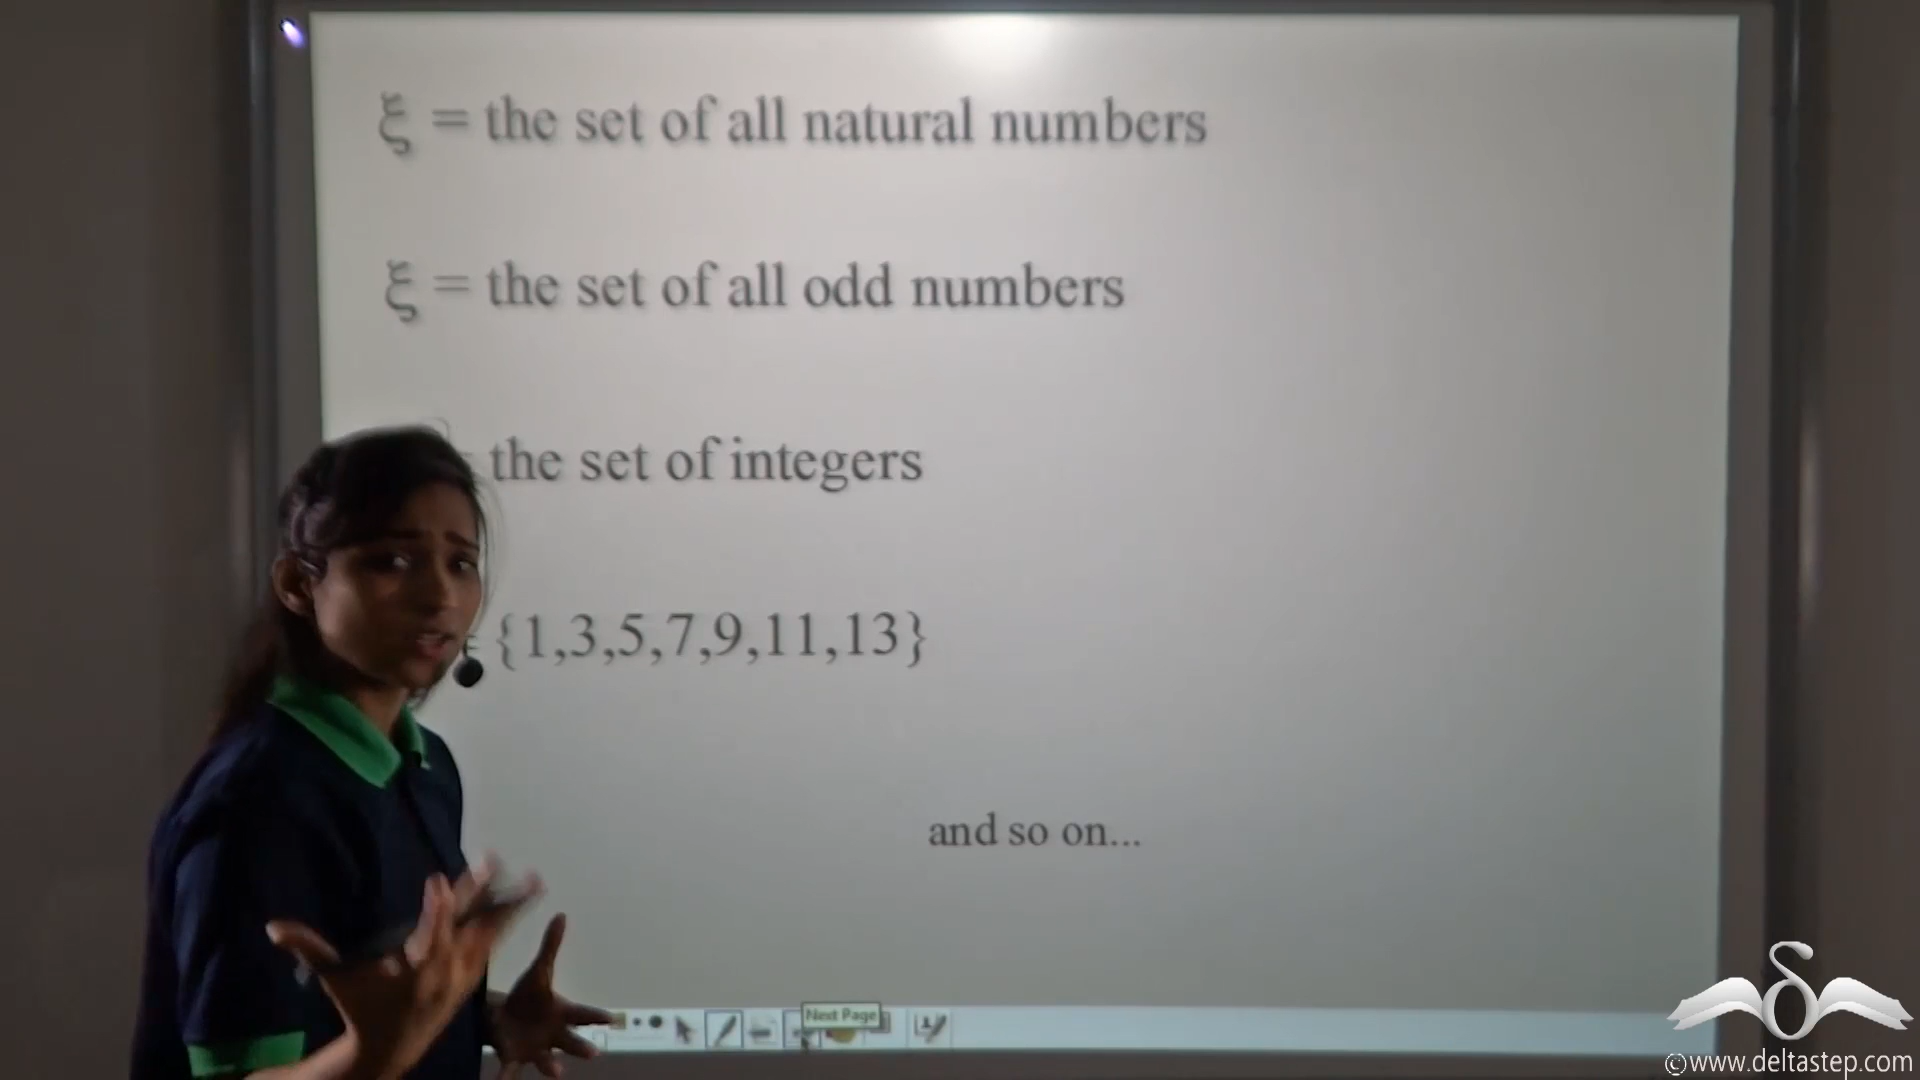 ξ = the set of all natural numbers
ξ = the set of all odd numbers
the set of integers
{1,3,5,7,9,11,13}
and so on...
Next Page
©www.deltastep.com